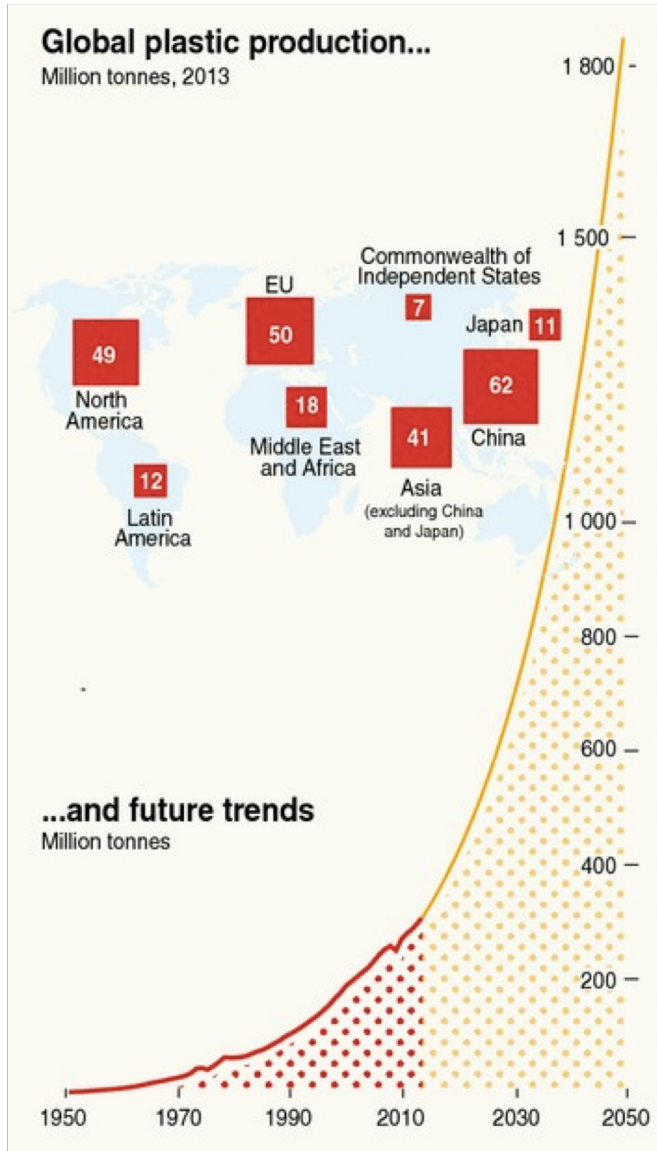 Global plastic production...
Million tonnes, 2013
1 800
1 500
Commonwealth of
Independent States
7
EU
50
Japan 11
49
North
America
62
China
18
Middle East
and Africa
41
Asia
(excluding China
and Japan)
12
Latin
America
1 000
800
600
...and future trends
Million tonnes
400
200
1950 1970 1990 2010 2030 2050